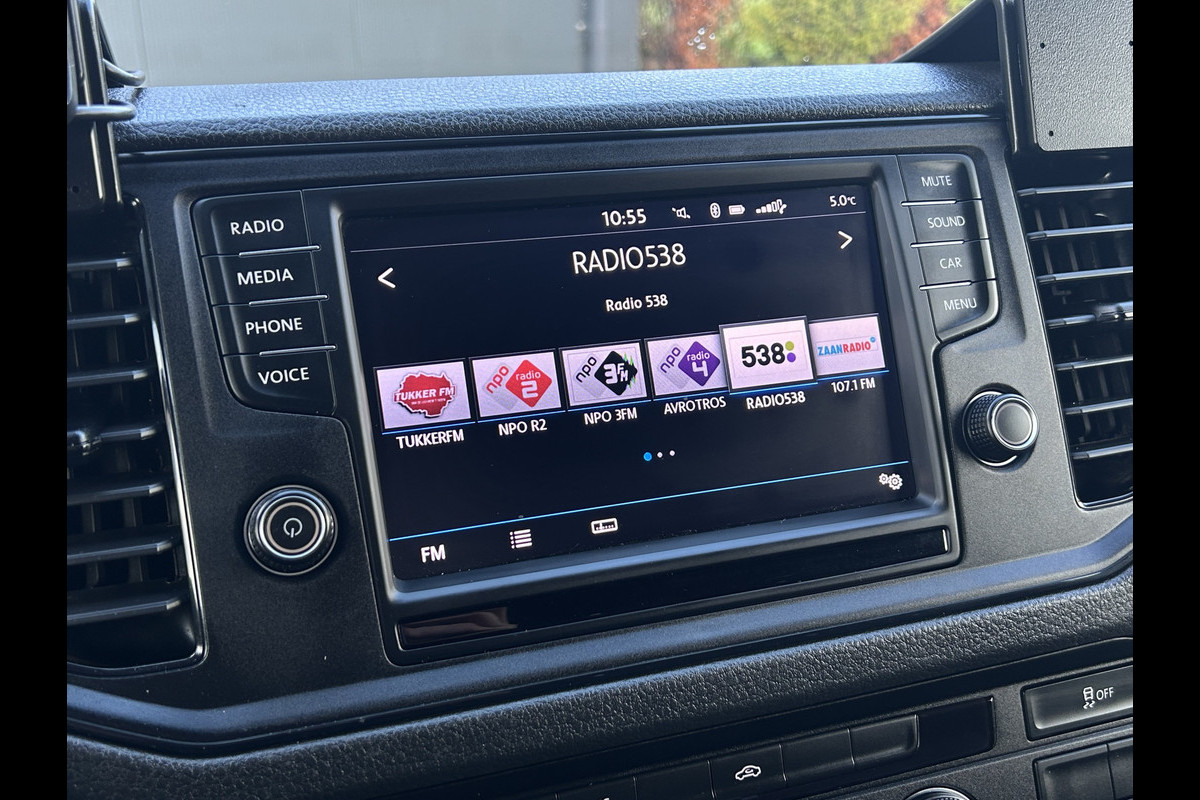 10:55
5.0°C
RADIO538
Radio 538
RADIO
MEDIA
PHONE
VOICE
MUTE
SOUND
CAR
MENU
TUKKER FM
npo radio 2
npo 3FM
npo radio 4
538
ZAANRADIO
TUKKERFM
NPO R2
NPO 3FM
AVROTROS
RADIO538
107.1 FM
FM
OFF